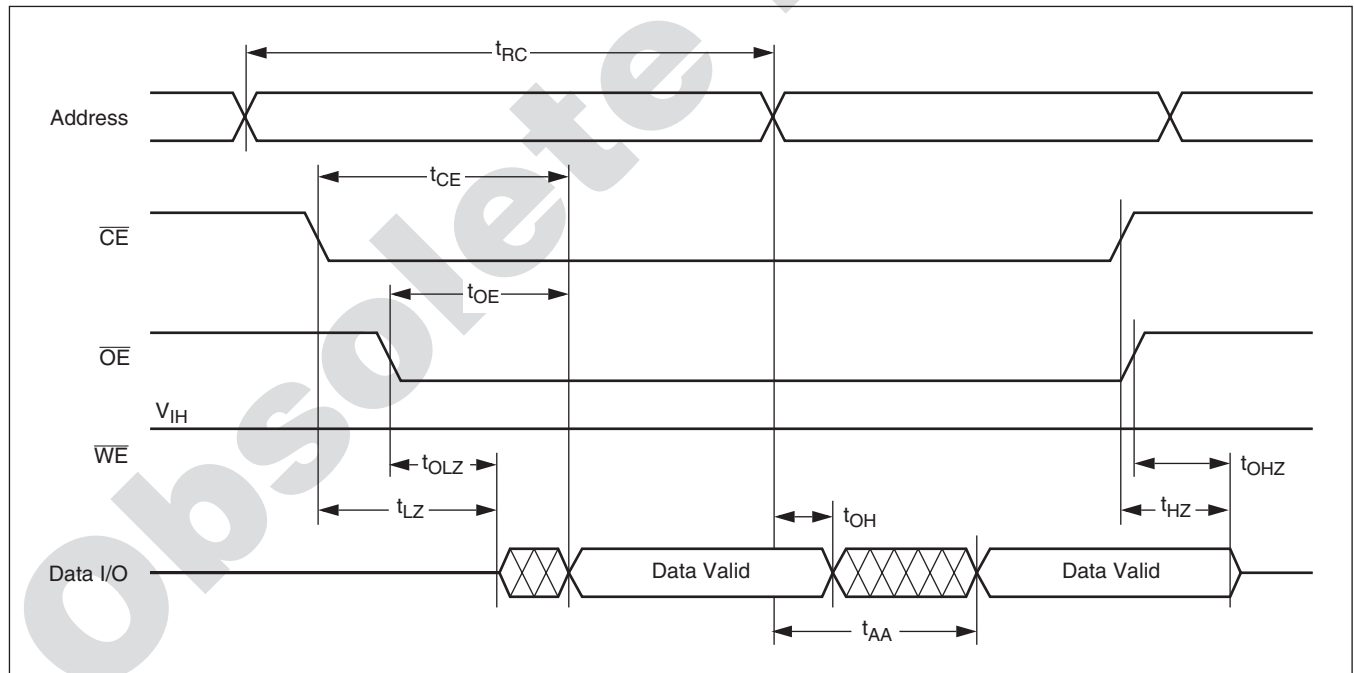 Obsolete
tRC
Address
tCE
CE
tOE
OE
VIH
WE
tOLZ
tOHZ
tLZ
tOH
tHZ
Data I/O
Data Valid
Data Valid
tAA